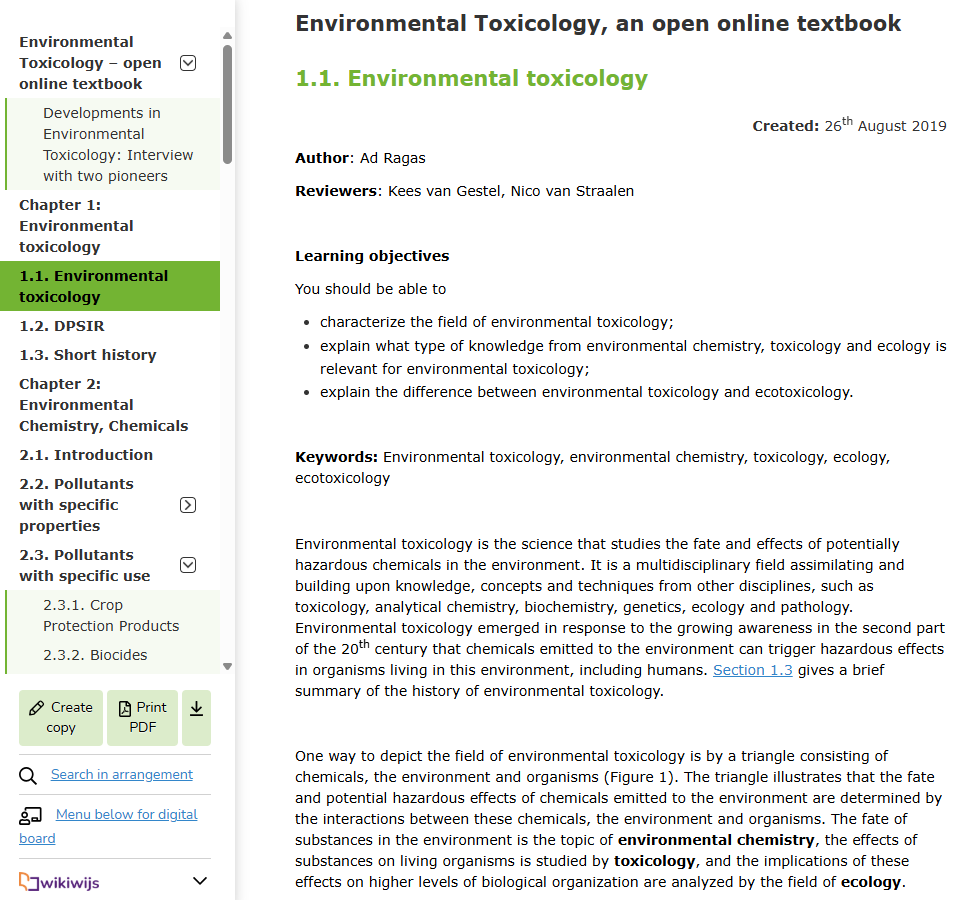 Environmental
Toxicology – open
online textbook
Developments in
Environmental
Toxicology: Interview
with two pioneers
Chapter 1:
Environmental
toxicology
1.1. Environmental
toxicology
1.2. DPSIR
1.3. Short history
Chapter 2:
Environmental
Chemistry, Chemicals
2.1. Introduction
2.2. Pollutants
with specific
properties
2.3. Pollutants
with specific use
2.3.1. Crop
Protection Products
2.3.2. Biocides
Create
copy
Print
PDF
Search in arrangement
Menu below for digital
board
wikiwijs
Environmental Toxicology, an open online textbook
1.1. Environmental toxicology
Created: 26th August 2019
Author: Ad Ragas
Reviewers: Kees van Gestel, Nico van Straalen
Learning objectives
You should be able to
• characterize the field of environmental toxicology;
• explain what type of knowledge from environmental chemistry, toxicology and ecology is
relevant for environmental toxicology;
• explain the difference between environmental toxicology and ecotoxicology.
Keywords: Environmental toxicology, environmental chemistry, toxicology, ecology,
ecotoxicology
Environmental toxicology is the science that studies the fate and effects of potentially
hazardous chemicals in the environment. It is a multidisciplinary field assimilating and
building upon knowledge, concepts and techniques from other disciplines, such as
toxicology, analytical chemistry, biochemistry, genetics, ecology and pathology.
Environmental toxicology emerged in response to the growing awareness in the second part
of the 20th century that chemicals emitted to the environment can trigger hazardous effects
in organisms living in this environment, including humans. Section 1.3 gives a brief
summary of the history of environmental toxicology.
One way to depict the field of environmental toxicology is by a triangle consisting of
chemicals, the environment and organisms (Figure 1). The triangle illustrates that the fate
and potential hazardous effects of chemicals emitted to the environment are determined by
the interactions between these chemicals, the environment and organisms. The fate of
substances in the environment is the topic of environmental chemistry, the effects of
substances on living organisms is studied by toxicology, and the implications of these
effects on higher levels of biological organization are analyzed by the field of ecology.